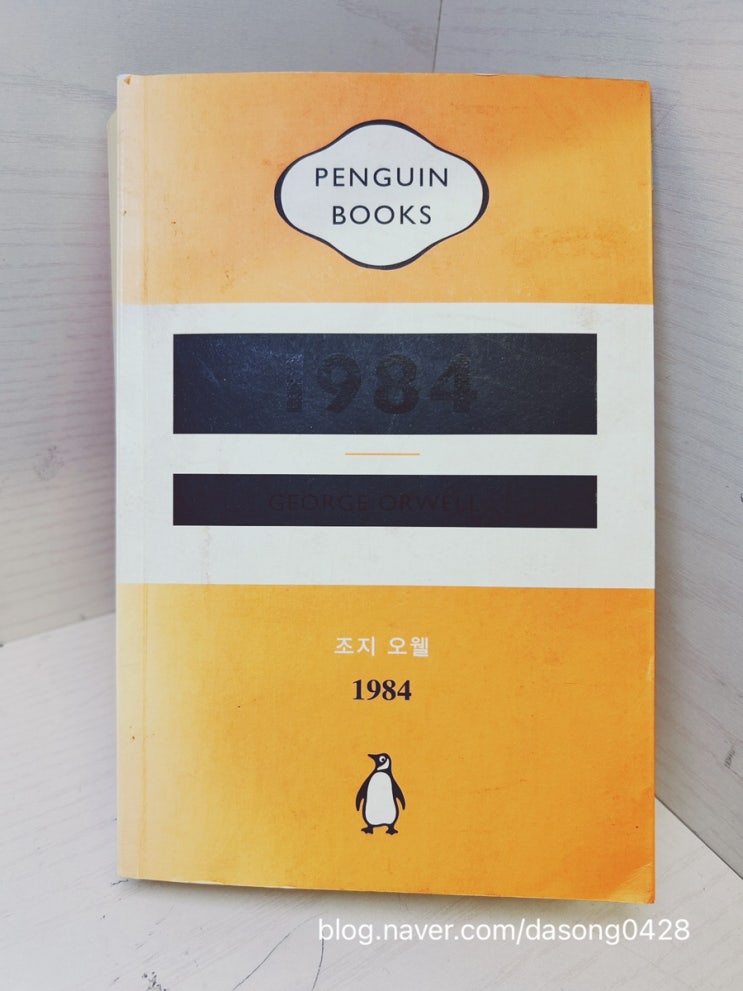 PENGUIN
BOOKS
1984
GEORGE ORWELL
조지 오웰
1984
blog.naver.com/dasong0428